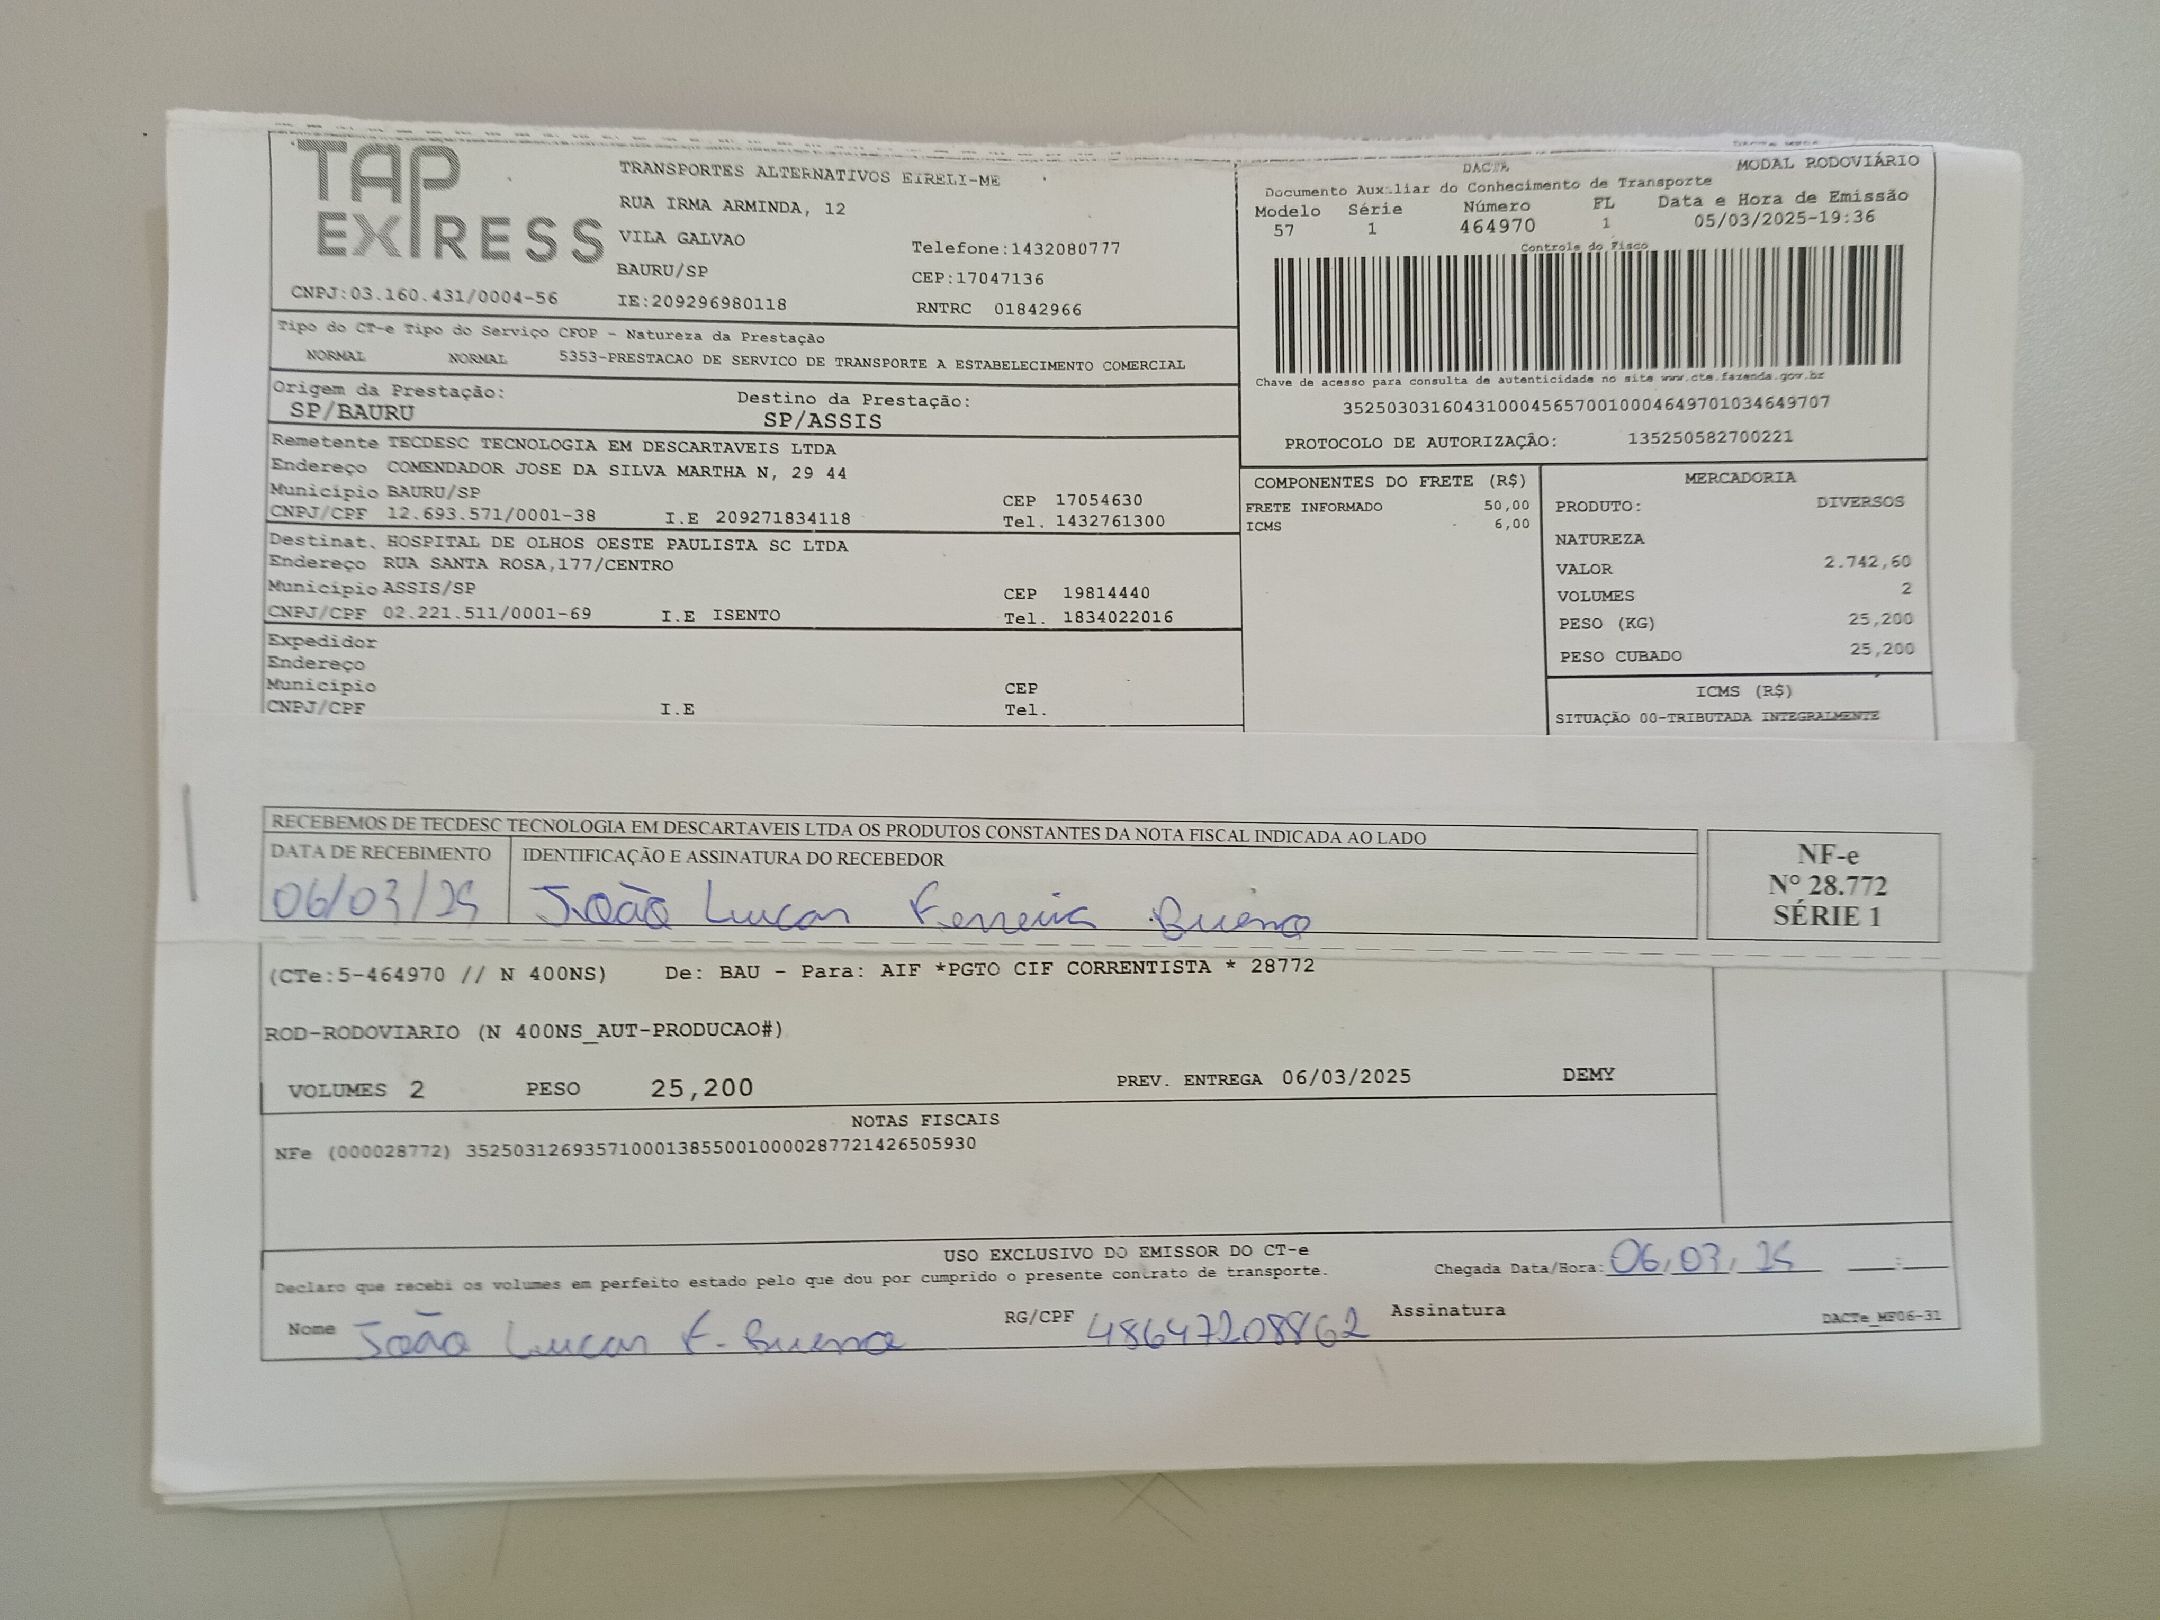 TAP EXPRESS
CNPJ:03.160.431/0004-56
TRANSPORTES ALTERNATIVOS EIRELI-ME
RUA IRMA ARMINDA, 12
VILA GALVAO
BAURU/SP
IE:209296980118
Telefone:1432080777
CEP:17047136
RNTRC 01842966
DACTE
MODAL RODOVIÁRIO
Documento Auxiliar do Conhecimento de Transporte
Modelo Série Número FL Data e Hora de Emissão
57 1 464970 1 05/03/2025-19:36
Controle do Fisco
Chave de acesso para consulta de autenticidade no site www.cte.fazenda.gov.br
35250303160431000456570010004649701034649707
PROTOCOLO DE AUTORIZAÇÃO: 135250582700221
Tipo do CT-e Tipo do Serviço CFOP - Natureza da Prestação
NORMAL NORMAL 5353-PRESTACAO DE SERVICO DE TRANSPORTE A ESTABELECIMENTO COMERCIAL
Origem da Prestação: Destino da Prestação:
SP/BAURU SP/ASSIS
Remetente TECDESC TECNOLOGIA EM DESCARTAVEIS LTDA
Endereço COMENDADOR JOSE DA SILVA MARTHA N, 29 44
Município BAURU/SP CEP 17054630
CNPJ/CPF 12.693.571/0001-38 I.E 209271834118 Tel. 1432761300
Destinat. HOSPITAL DE OLHOS OESTE PAULISTA SC LTDA
Endereço RUA SANTA ROSA,177/CENTRO
Município ASSIS/SP CEP 19814440
CNPJ/CPF 02.221.511/0001-69 I.E ISENTO Tel. 1834022016
Expedidor
Endereço
Município CEP
CNPJ/CPF I.E Tel.
COMPONENTES DO FRETE (R$)
FRETE INFORMADO 50,00
ICMS 6,00
MERCADORIA
PRODUTO: DIVERSOS
NATUREZA
VALOR 2.742,60
VOLUMES 2
PESO (KG) 25,200
PESO CUBADO 25,200
ICMS (R$)
SITUAÇÃO 00-TRIBUTADA INTEGRALMENTE
RECEBEMOS DE TECDESC TECNOLOGIA EM DESCARTAVEIS LTDA OS PRODUTOS CONSTANTES DA NOTA FISCAL INDICADA AO LADO
DATA DE RECEBIMENTO IDENTIFICAÇÃO E ASSINATURA DO RECEBEDOR
06/03/25 João Lucas Ferreira Bueno
NF-e
Nº 28.772
SÉRIE 1
(CTe:5-464970 // N 400NS) De: BAU - Para: AIF *PGTO CIF CORRENTISTA * 28772
ROD-RODOVIARIO (N 400NS_AUT-PRODUCAO#)
VOLUMES 2 PESO 25,200 PREV. ENTREGA 06/03/2025 DEMY
NOTAS FISCAIS
NFe (000028772) 35250312693571000138550010000287721426505930
USO EXCLUSIVO DO EMISSOR DO CT-e
Declaro que recebi os volumes em perfeito estado pelo que dou por cumprido o presente contrato de transporte. Chegada Data/Hora: 06/03/25 __:__
Nome João Lucas F. Bueno RG/CPF 48647208862 Assinatura
DACTe_MF06-31